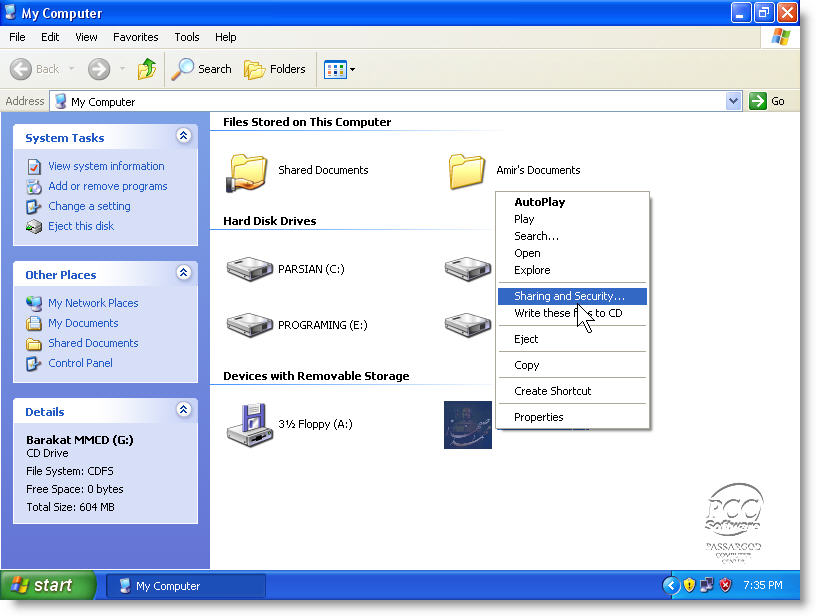 My Computer
File Edit View Favorites Tools Help
Back Search Folders
Address My Computer Go
System Tasks
View system information
Add or remove programs
Change a setting
Eject this disk
Other Places
My Network Places
My Documents
Shared Documents
Control Panel
Details
Barakat MMCD (G:)
CD Drive
File System: CDFS
Free Space: 0 bytes
Total Size: 604 MB
Files Stored on This Computer
Shared Documents
Amir's Documents
Hard Disk Drives
PARSIAN (C:)
PROGRAMING (E:)
Devices with Removable Storage
3½ Floppy (A:)
AutoPlay
Play
Search...
Open
Explore
Sharing and Security...
Write these to CD
Eject
Copy
Create Shortcut
Properties
PCC
Software
PASSARGOD
COMPUTER
CENTER
start My Computer 7:35 PM